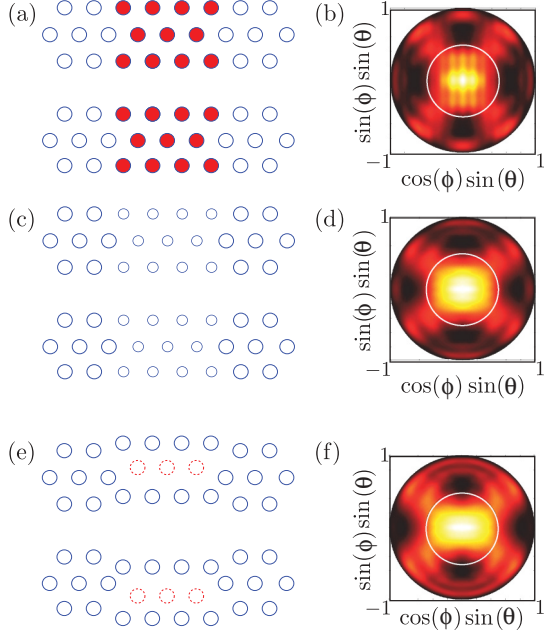 (a)
(b)
1
sin(ϕ) sin(θ)
−1
cos(ϕ) sin(θ)
1
(c)
(d)
1
sin(ϕ) sin(θ)
−1
cos(ϕ) sin(θ)
1
(e)
(f)
1
sin(ϕ) sin(θ)
−1
cos(ϕ) sin(θ)
1